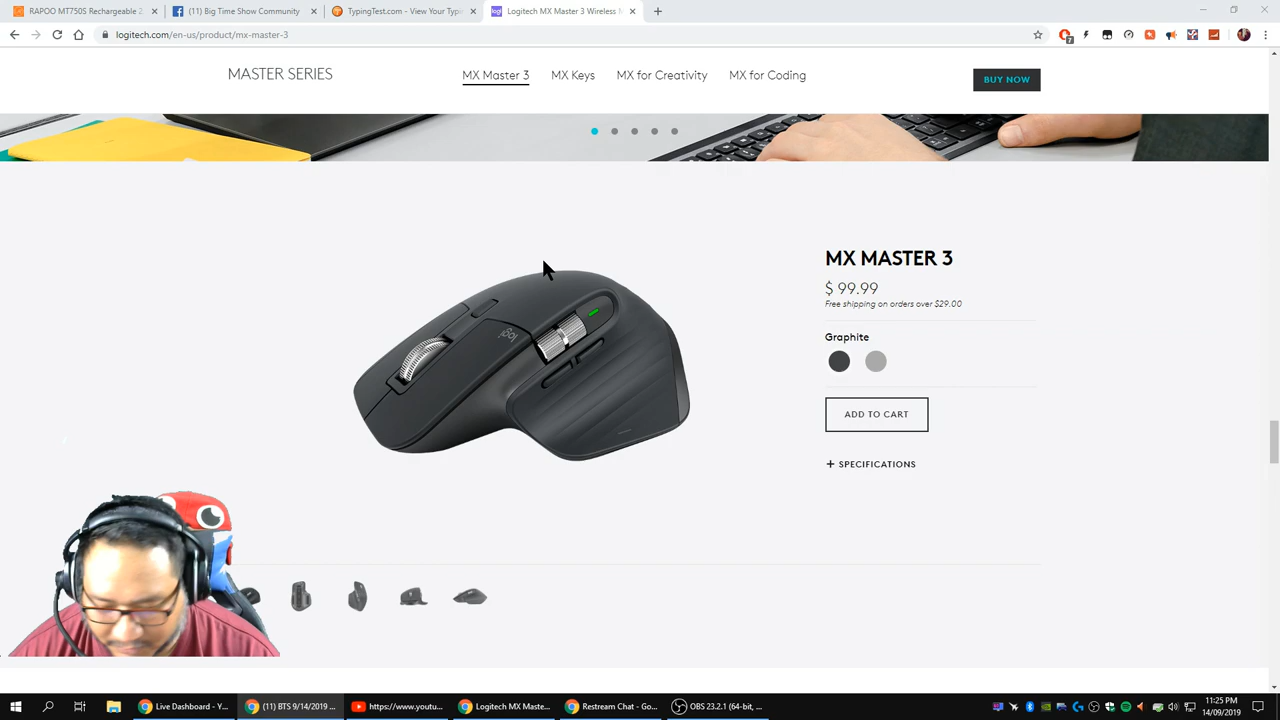 RAPOO MT750S Rechargeable 2.
(11) Big Time Show Community
TypingTest.com - View Your Type
Logitech MX Master 3 Wireless M
logitech.com/en-us/product/mx-master-3
7
MASTER SERIES
MX Master 3
MX Keys
MX for Creativity
MX for Coding
BUY NOW
logi
MX MASTER 3
$ 99.99
Free shipping on orders over $29.00
Graphite
ADD TO CART
+ SPECIFICATIONS
Live Dashboard - Y...
(11) BTS 9/14/2019 ...
https://www.youtu...
Logitech MX Maste...
Restream Chat - Go...
OBS 23.2.1 (64-bit, ...
11:25 PM
14/09/2019